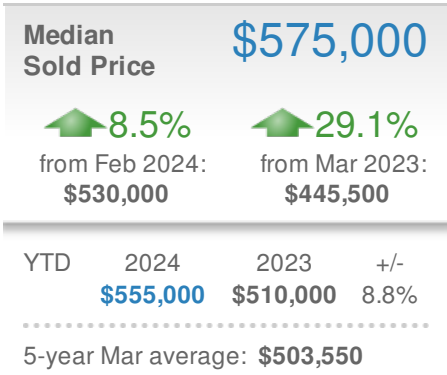 Median $575,000
Sold Price
8.5% 29.1%
from Feb 2024: from Mar 2023:
$530,000 $445,500
YTD 2024 2023 +/-
$555,000 $510,000 8.8%
5-year Mar average: $503,550